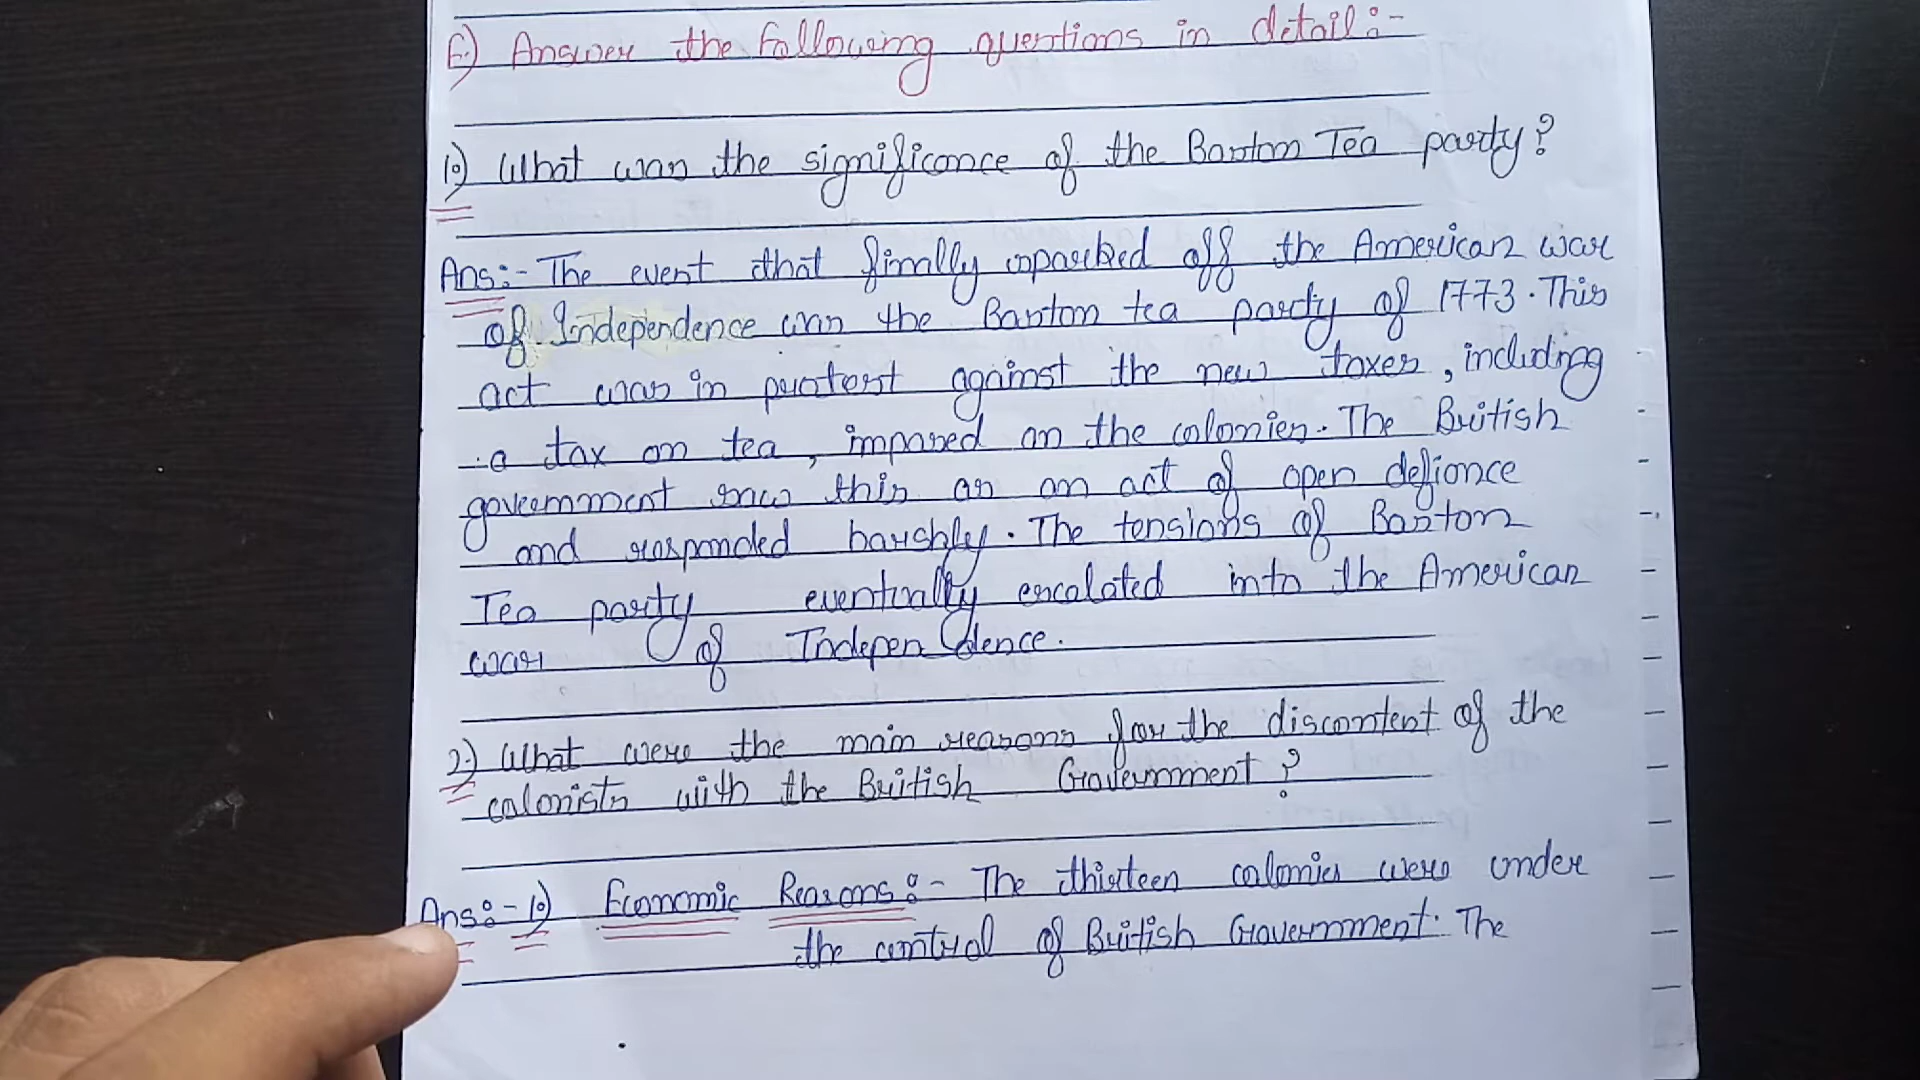 E) Answer the following questions in detail:-
1) What was the significance of the Boston Tea party?
Ans:- The event that finally sparked off the American war
of Independence was the Boston tea party of 1773. This
act was in protest against the new taxes, including
a tax on tea, imposed on the colonies. The British
government saw this as an act of open defiance
and responded harshly. The tensions of Boston
Tea party eventually escalated into the American
war of Independence.
2) What were the main reasons for the discontent of the
colonists with the British Government?
Ans:- 1) Economic Reasons:- The thirteen colonies were under
the control of British Government. The